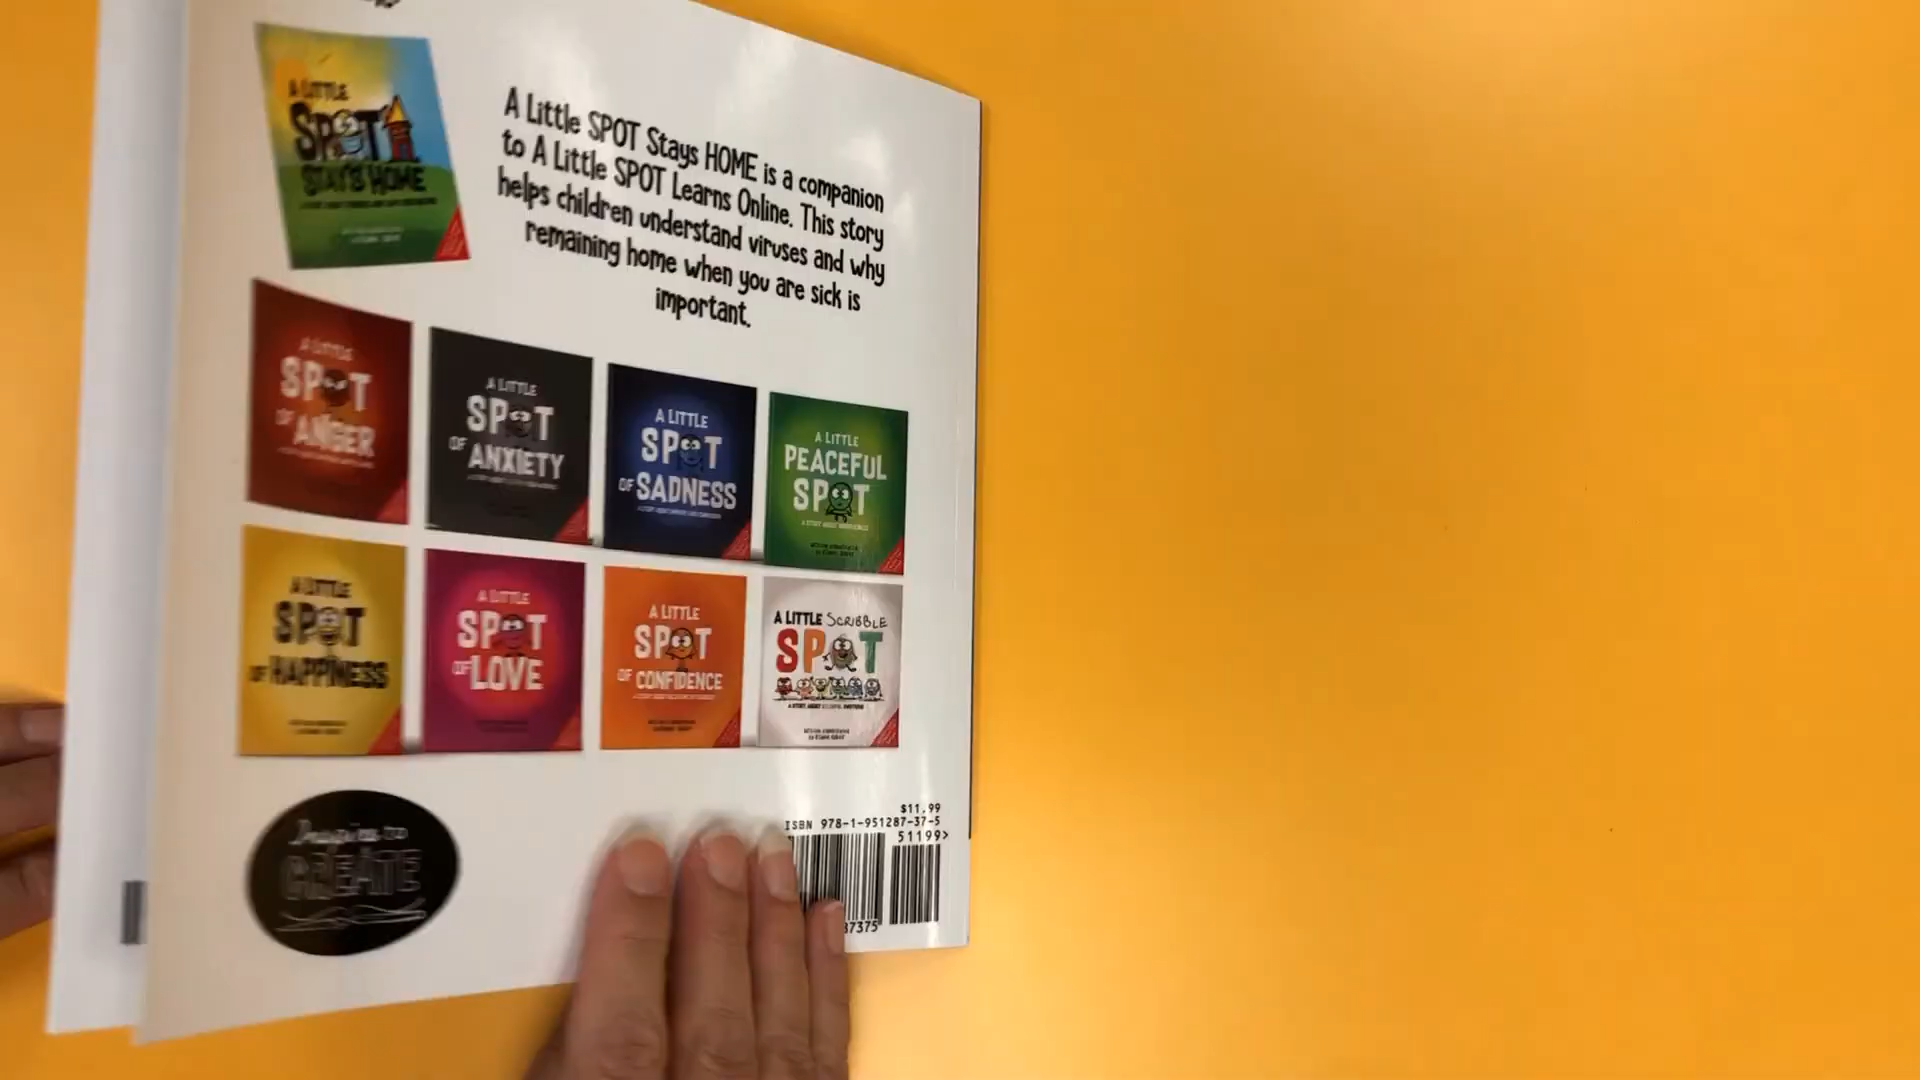 A LITTLE
SPOT
STAYS HOME
A Little SPOT Stays HOME is a companion
to A Little SPOT Learns Online. This story
helps children understand viruses and why
remaining home when you are sick is
important.
A LITTLE
SPOT
OF ANGER
A LITTLE
SPOT
OF ANXIETY
A LITTLE
SPOT
OF SADNESS
A LITTLE
PEACEFUL
SPOT
A LITTLE
SPOT
OF HAPPINESS
A LITTLE
SPOT
OF LOVE
A LITTLE
SPOT
OF CONFIDENCE
A LITTLE SCRIBBLE
SPOT
Inspire to
CREATE
$11.99
ISBN 978-1-951287-37-5
51199>
87375